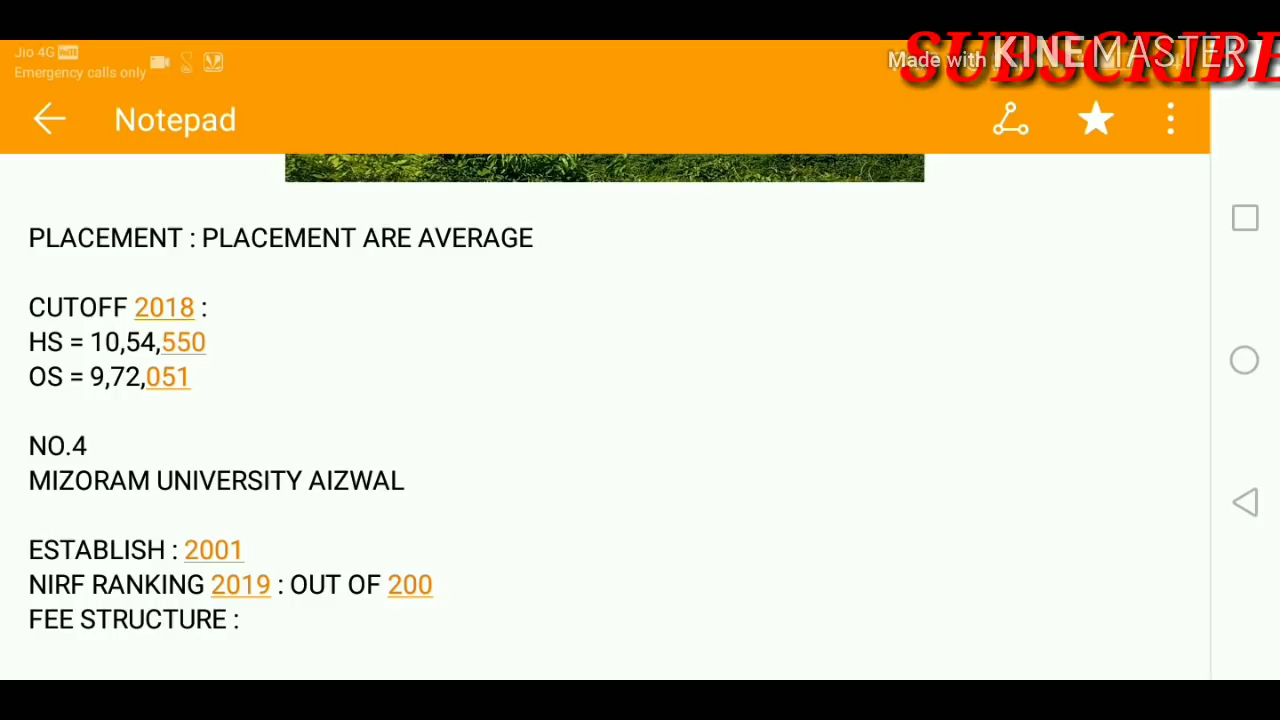 Jio 4G VoLTE
Emergency calls only
Made with KINEMASTER
SUBSCRIBE
Notepad
PLACEMENT : PLACEMENT ARE AVERAGE
CUTOFF 2018 :
HS = 10,54,550
OS = 9,72,051
NO.4
MIZORAM UNIVERSITY AIZWAL
ESTABLISH : 2001
NIRF RANKING 2019 : OUT OF 200
FEE STRUCTURE :